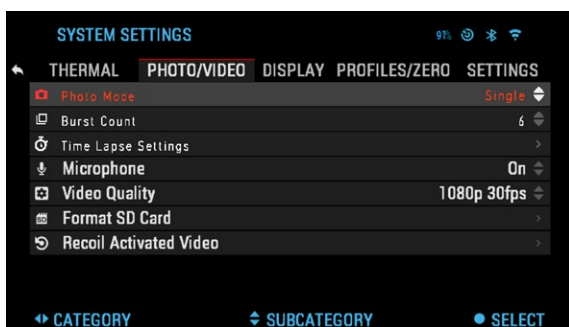 SYSTEM SETTINGS 91%
THERMAL PHOTO/VIDEO DISPLAY PROFILES/ZERO SETTINGS
Photo Mode Single
Burst Count 6
Time Lapse Settings
Microphone On
Video Quality 1080p 30fps
SD Format SD Card
Recoil Activated Video
CATEGORY SUBCATEGORY SELECT